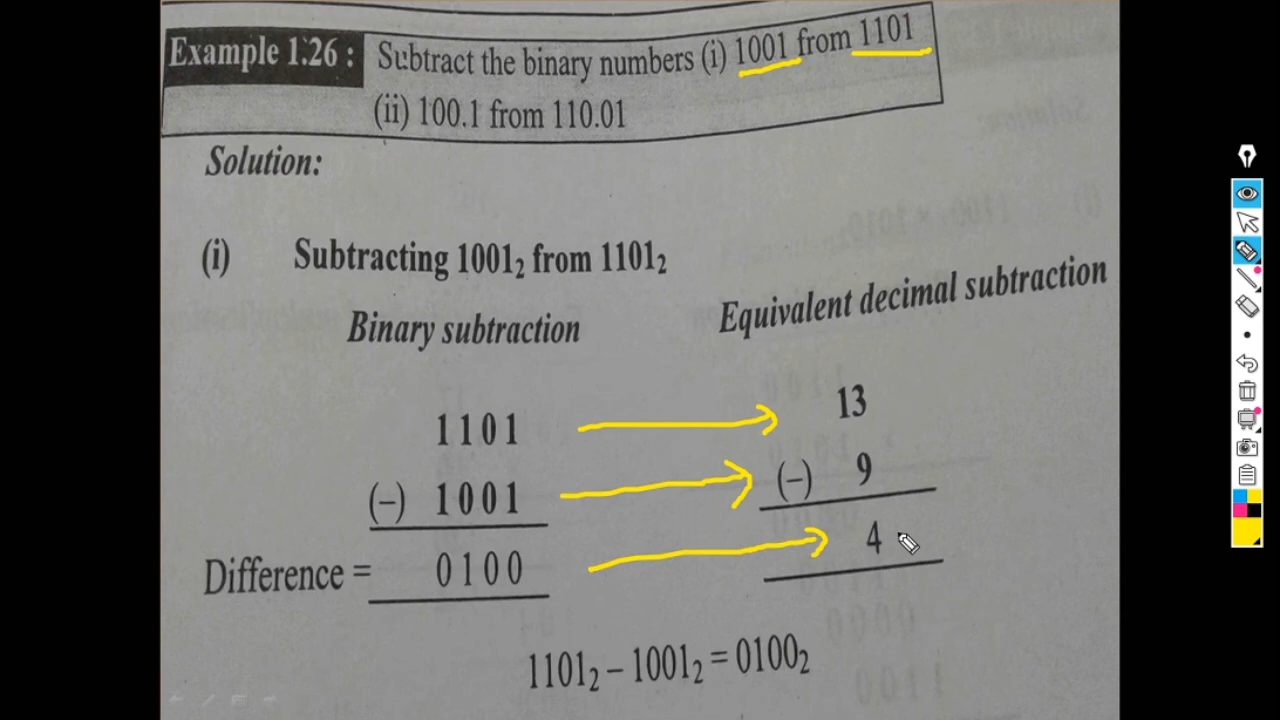 Example 1.26 : Subtract the binary numbers (i) 1001 from 1101
(ii) 100.1 from 110.01
Solution:
(i) Subtracting 1001₂ from 1101₂
Binary subtraction Equivalent decimal subtraction
1101 13
(–) 1001 (–) 9
Difference = 0100 4
1101₂ – 1001₂ = 0100₂